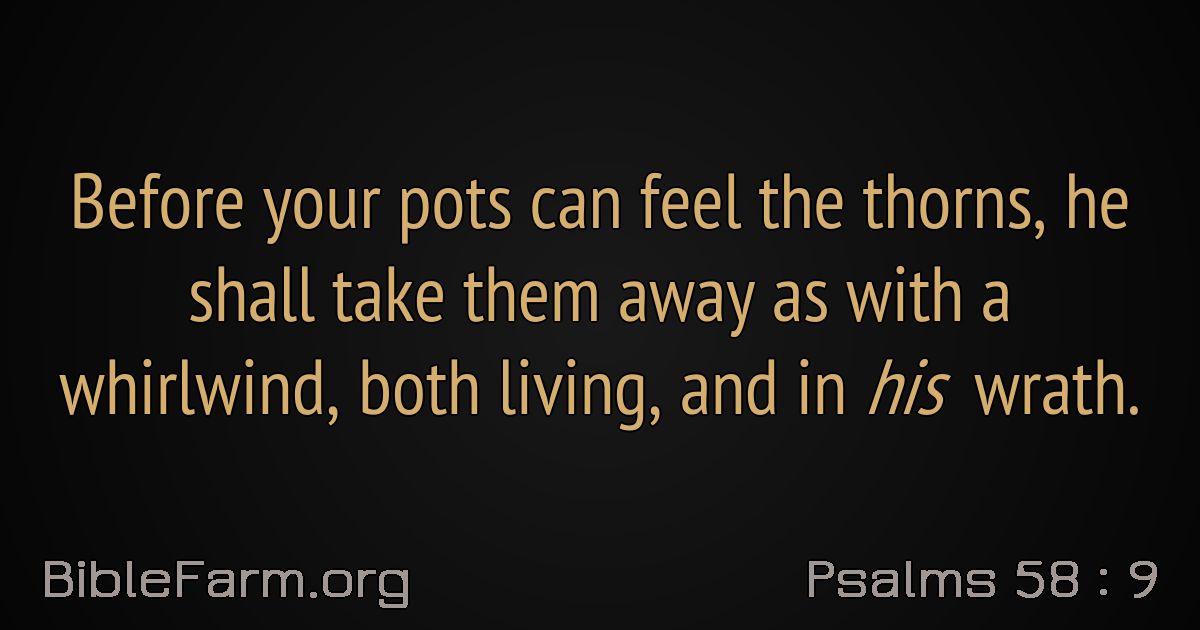 Before your pots can feel the thorns, he
shall take them away as with a
whirlwind, both living, and in his wrath.
BibleFarm.org
Psalms 58 : 9